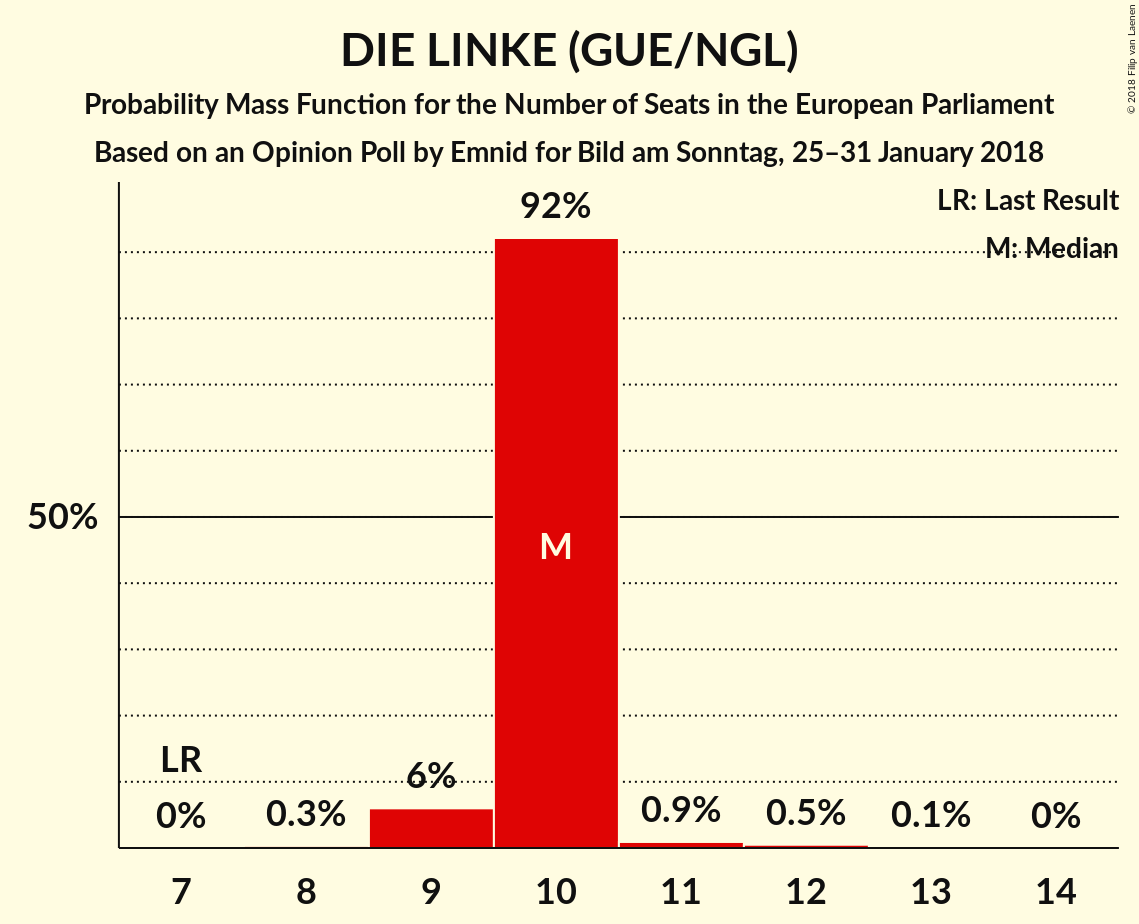 DIE LINKE (GUE/NGL)
Probability Mass Function for the Number of Seats in the European Parliament
Based on an Opinion Poll by Emnid for Bild am Sonntag, 25–31 January 2018
© 2018 Filip van Laenen
LR: Last Result
M: Median
92%
50%
M
LR
0%
0.3%
6%
0.9%
0.5%
0.1%
0%
7 8 9 10 11 12 13 14